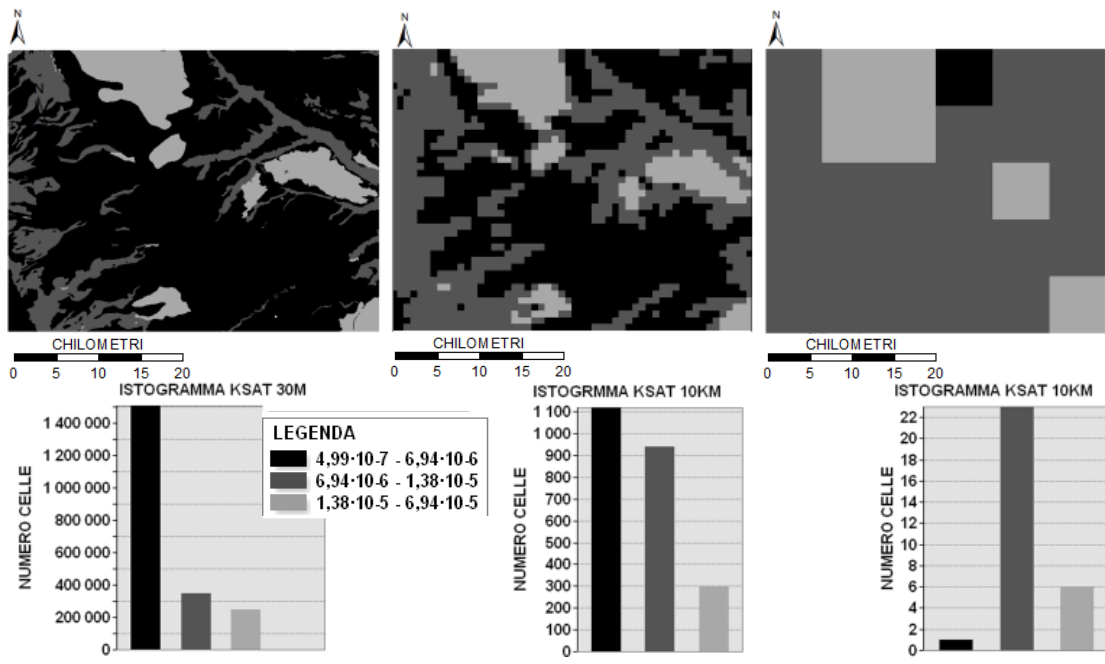 N
N
N
CHILOMETRI
0 5 10 15 20
CHILOMETRI
0 5 10 15 20
CHILOMETRI
0 5 10 15 20
ISTOGRAMMA KSAT 30M
NUMERO CELLE
1 400 000
1 200 000
1 000 000
800 000
600 000
400 000
200 000
LEGENDA
4,99·10-7 - 6,94·10-6
6,94·10-6 - 1,38·10-5
1,38·10-5 - 6,94·10-5
ISTOGRMMA KSAT 10KM
NUMERO CELLE
1 100
1 000
900
800
700
600
500
400
300
200
100
0
ISTOGRAMMA KSAT 10KM
NUMERO CELLE
22
20
18
16
14
12
10
8
6
4
2
0